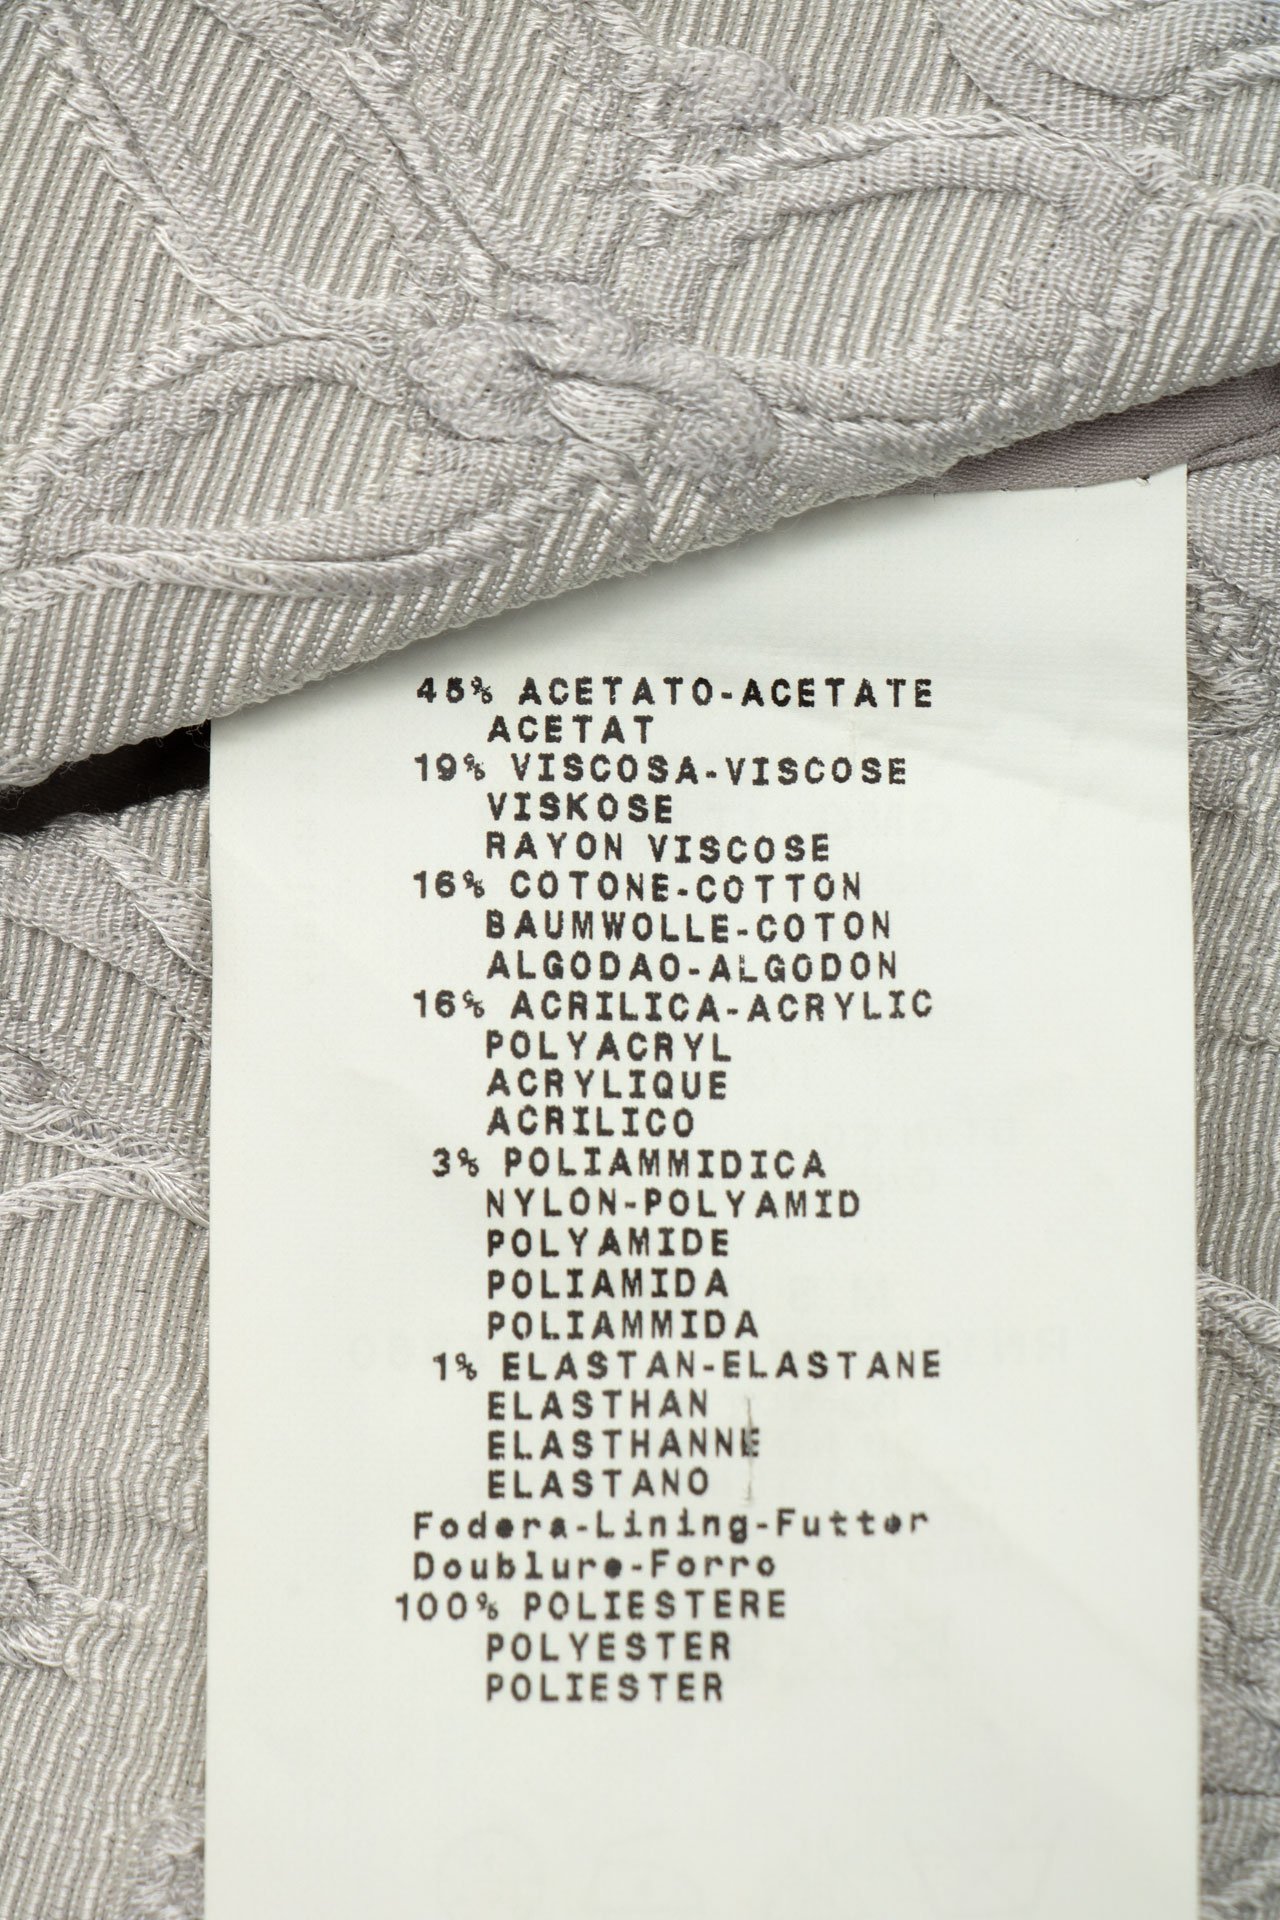 45% ACETATO-ACETATE
ACETAT
19% VISCOSA-VISCOSE
VISKOSE
RAYON VISCOSE
16% COTONE-COTTON
BAUMWOLLE-COTON
ALGODAO-ALGODON
16% ACRILICA-ACRYLIC
POLYACRYL
ACRYLIQUE
ACRILICO
3% POLIAMMIDICA
NYLON-POLYAMID
POLYAMIDE
POLIAMIDA
POLIAMMIDA
1% ELASTAN-ELASTANE
ELASTHAN
ELASTHANNE
ELASTANO
Fodera-Lining-Futter
Doublure-Forro
100% POLIESTERE
POLYESTER
POLIESTER